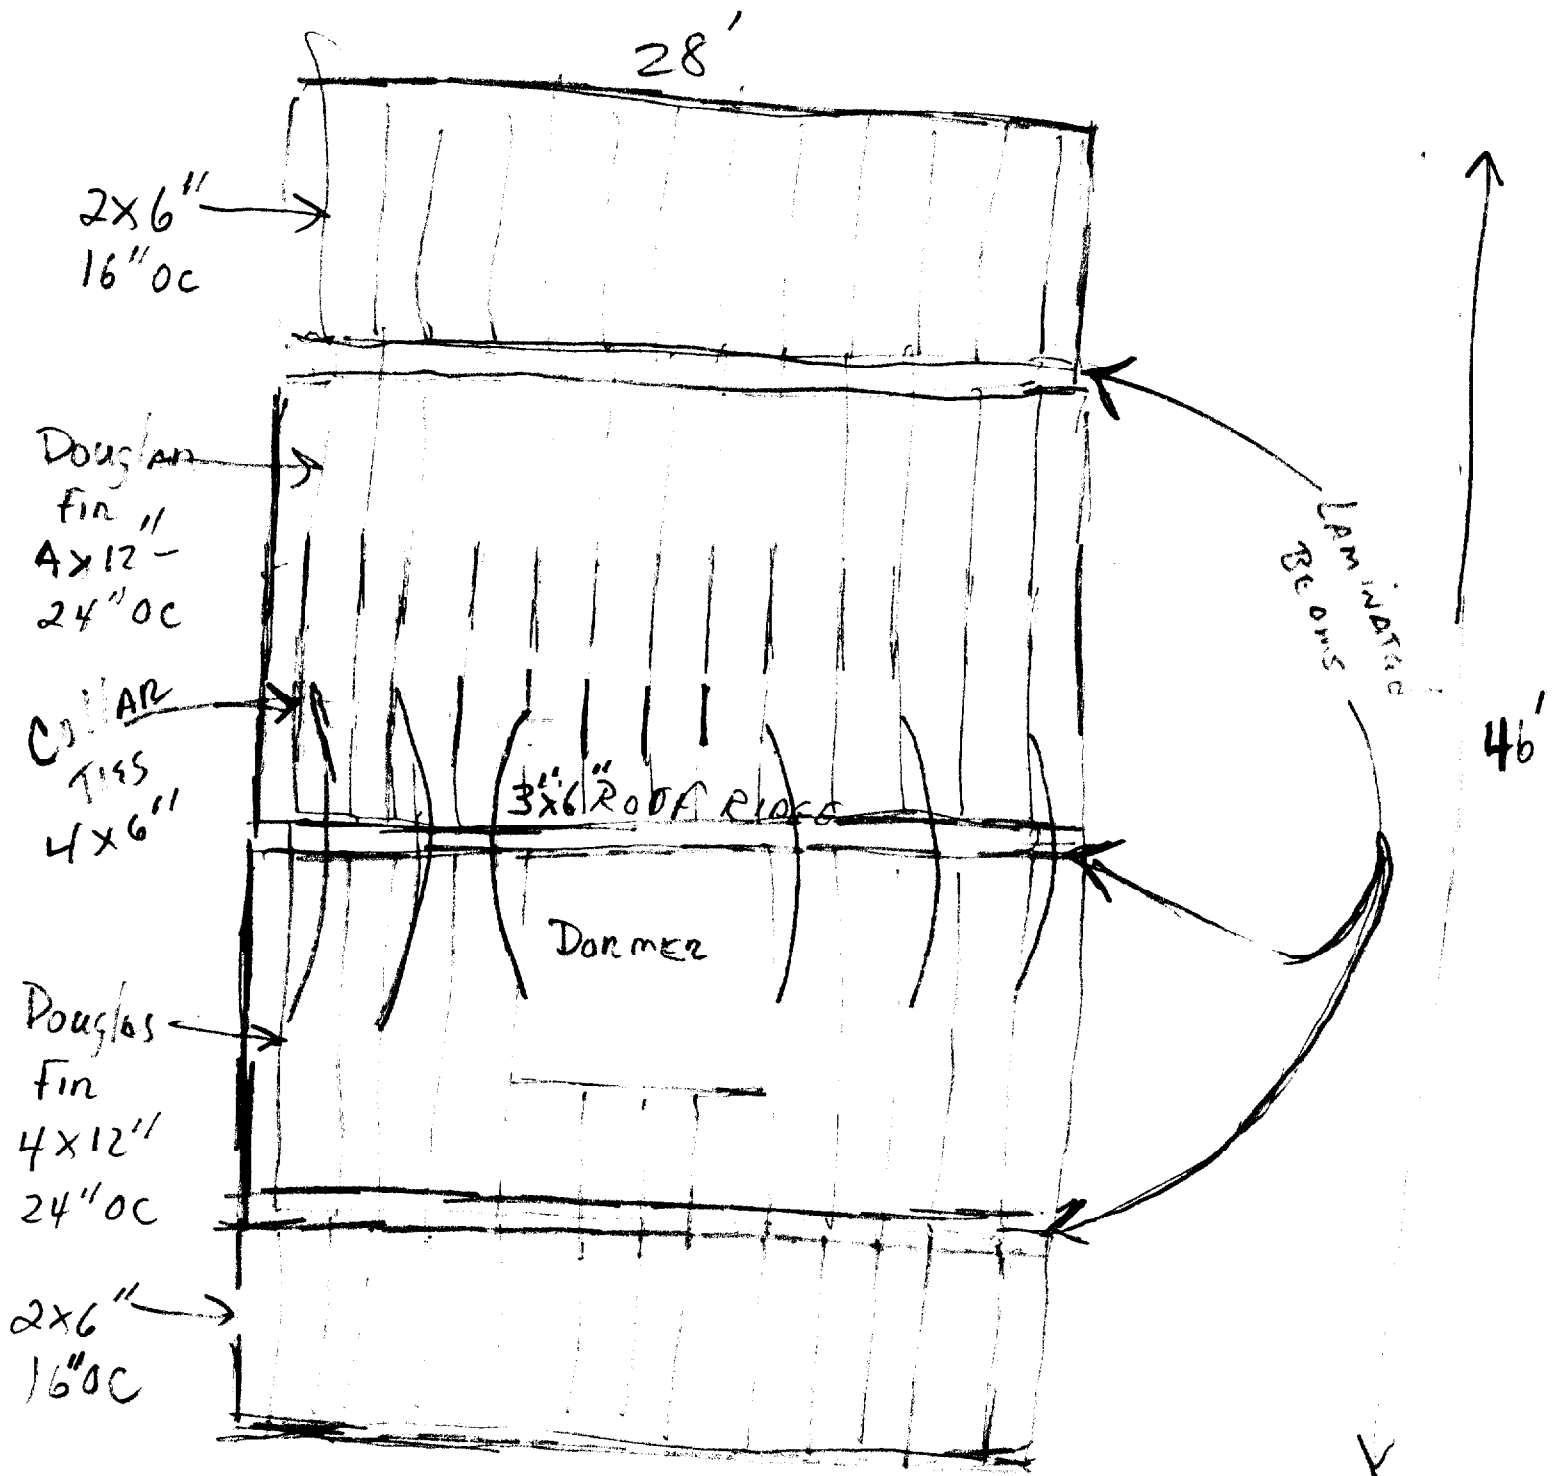 28'
2x6"
16" OC
Douglas
Fir
4x12"
24" OC
Collar
Ties
4x6"
3"x6" Roof Ridge
Dormer
Laminated
Beams
46'
Douglas
Fir
4x12"
24" OC
2x6"
16" OC